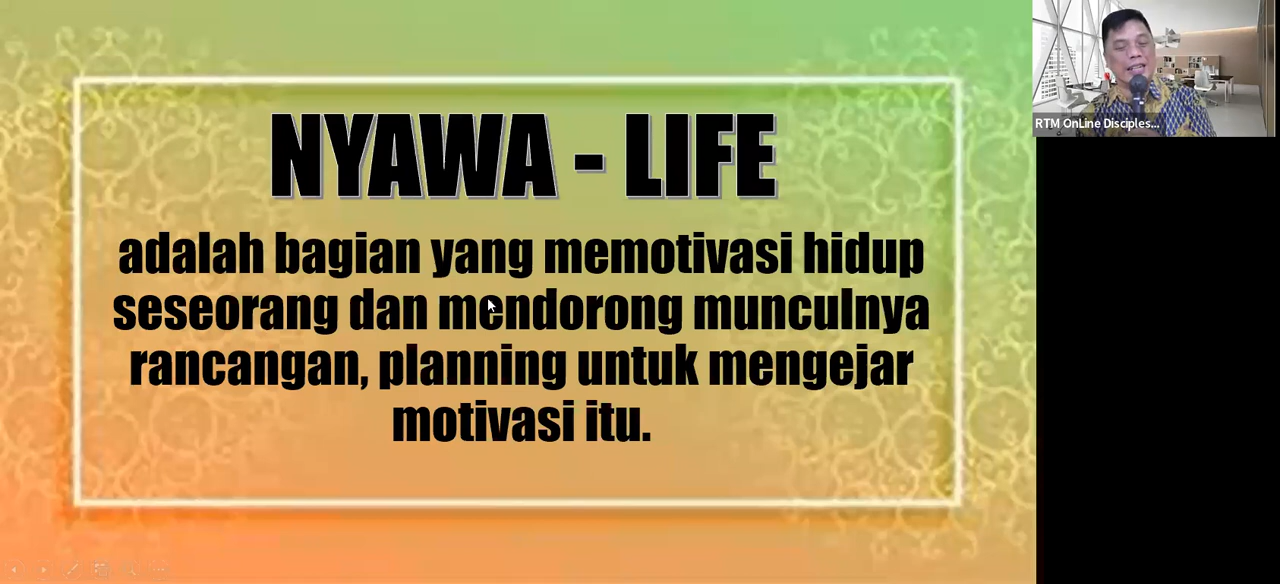 NYAWA - LIFE
adalah bagian yang memotivasi hidup
seseorang dan mendorong munculnya
rancangan, planning untuk mengejar
motivasi itu.
RTM OnLine Disciples...